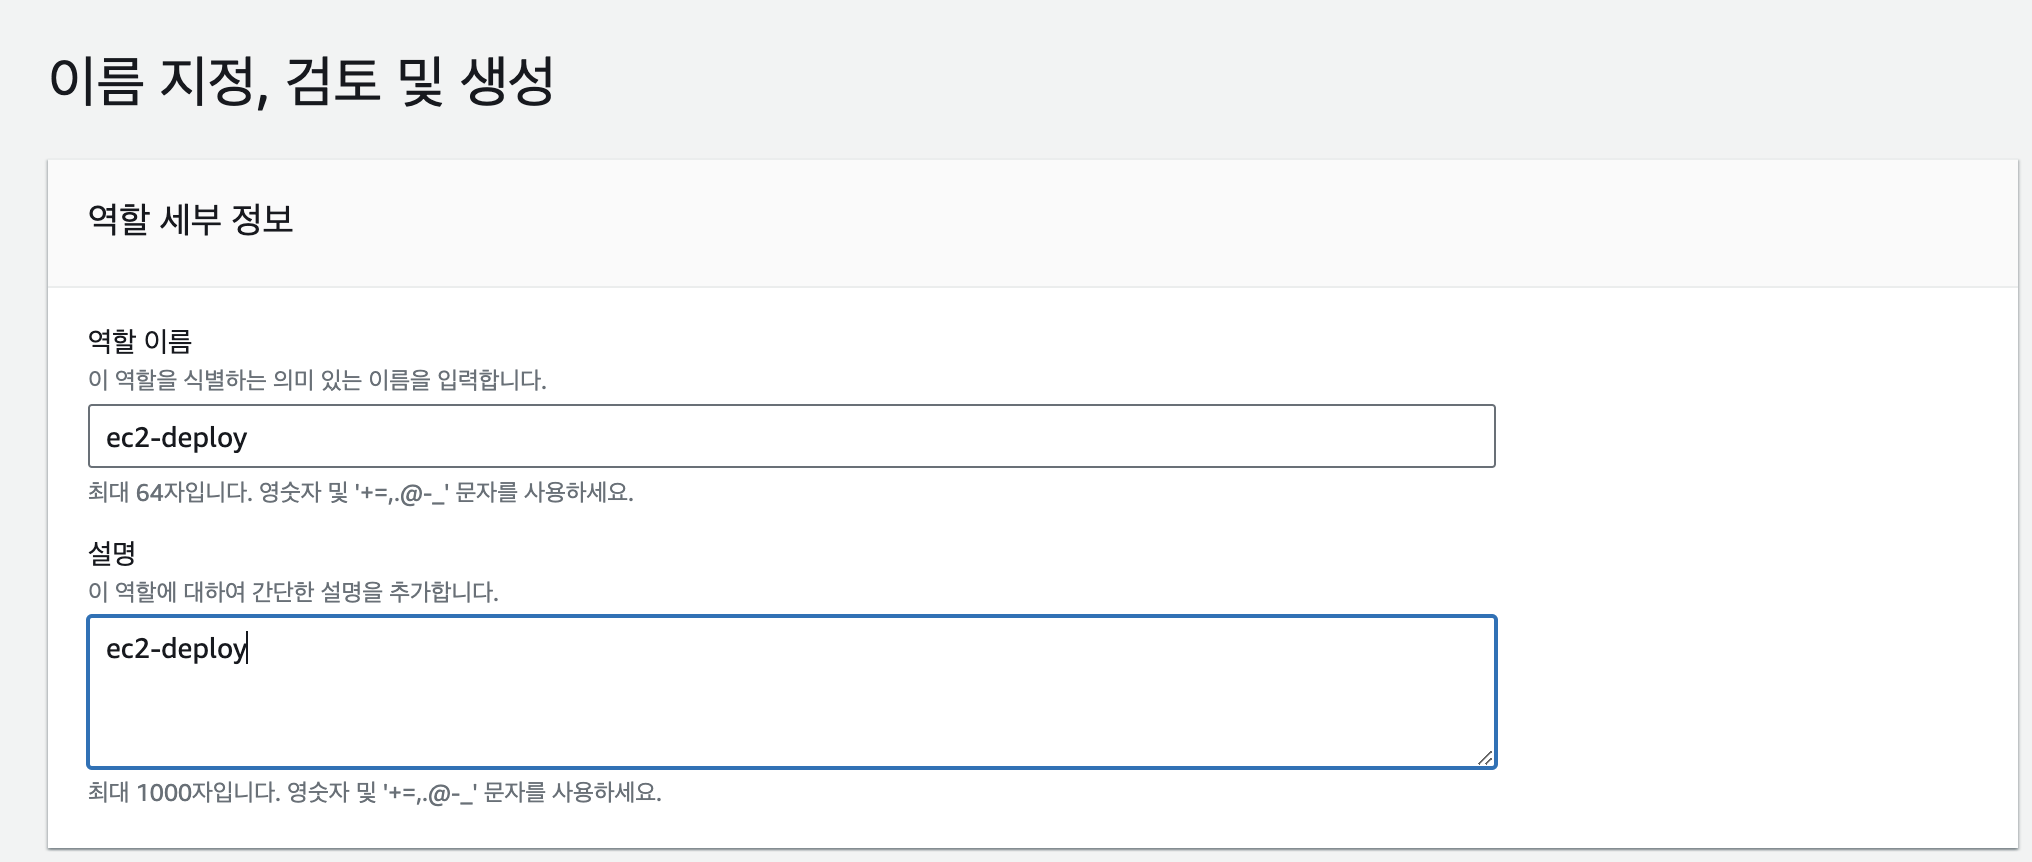 이름 지정, 검토 및 생성
역할 세부 정보
역할 이름
이 역할을 식별하는 의미 있는 이름을 입력합니다.
ec2-deploy
최대 64자입니다. 영숫자 및 '+=,.@-_' 문자를 사용하세요.
설명
이 역할에 대하여 간단한 설명을 추가합니다.
ec2-deploy
최대 1000자입니다. 영숫자 및 '+=,.@-_' 문자를 사용하세요.